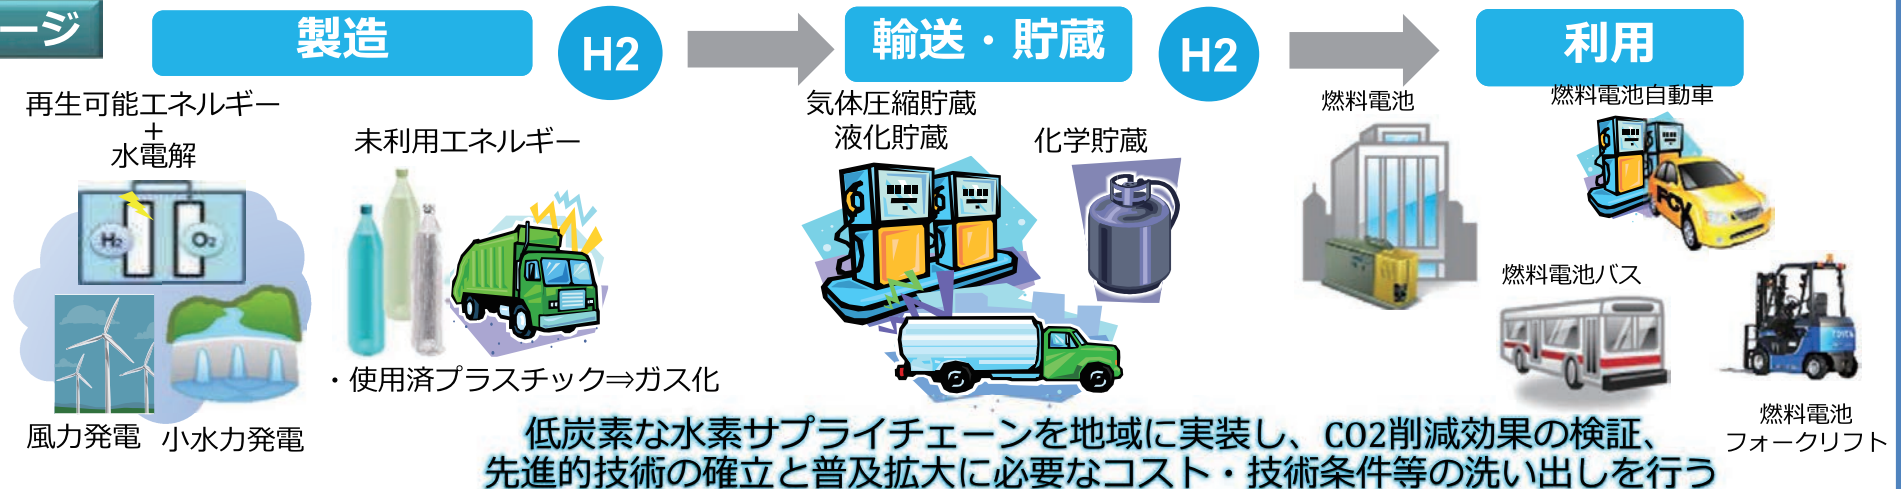 ージ
製造
H2
輸送・貯蔵
H2
利用
再生可能エネルギー
+
水電解
H₂
O₂
風力発電
小水力発電
未利用エネルギー
・使用済プラスチック⇒ガス化
気体圧縮貯蔵
液化貯蔵
化学貯蔵
燃料電池
燃料電池自動車
FCV
燃料電池バス
TOYOTA
燃料電池
フォークリフト
低炭素な水素サプライチェーンを地域に実装し、CO2削減効果の検証、
先進的技術の確立と普及拡大に必要なコスト・技術条件等の洗い出しを行う